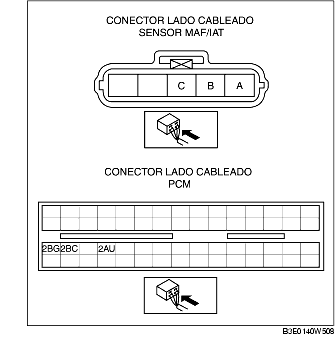 CONECTOR LADO CABLEADO
SENSOR MAF/IAT
C B A
CONECTOR LADO CABLEADO
PCM
2BG 2BC 2AU
B3E0140W508